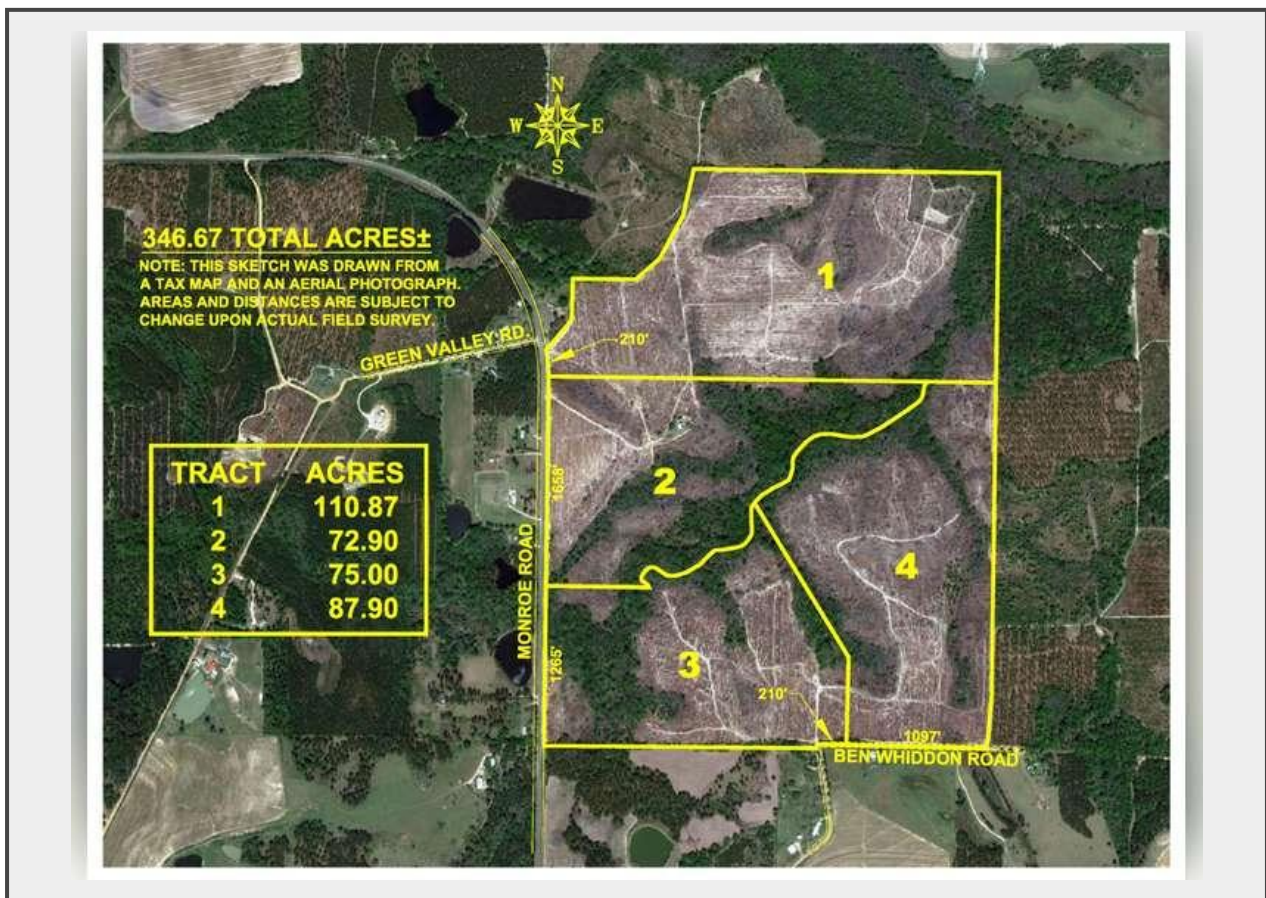 N
W E
S
346.67 TOTAL ACRES±
NOTE: THIS SKETCH WAS DRAWN FROM
A TAX MAP AND AN AERIAL PHOTOGRAPH.
AREAS AND DISTANCES ARE SUBJECT TO
CHANGE UPON ACTUAL FIELD SURVEY.
GREEN VALLEY RD.
210'
1
TRACT ACRES
1 110.87
2 72.90
3 75.00
4 87.90
2
1658'
MONROE ROAD
4
1265'
3
210'
1097'
BEN WHIDDON ROAD